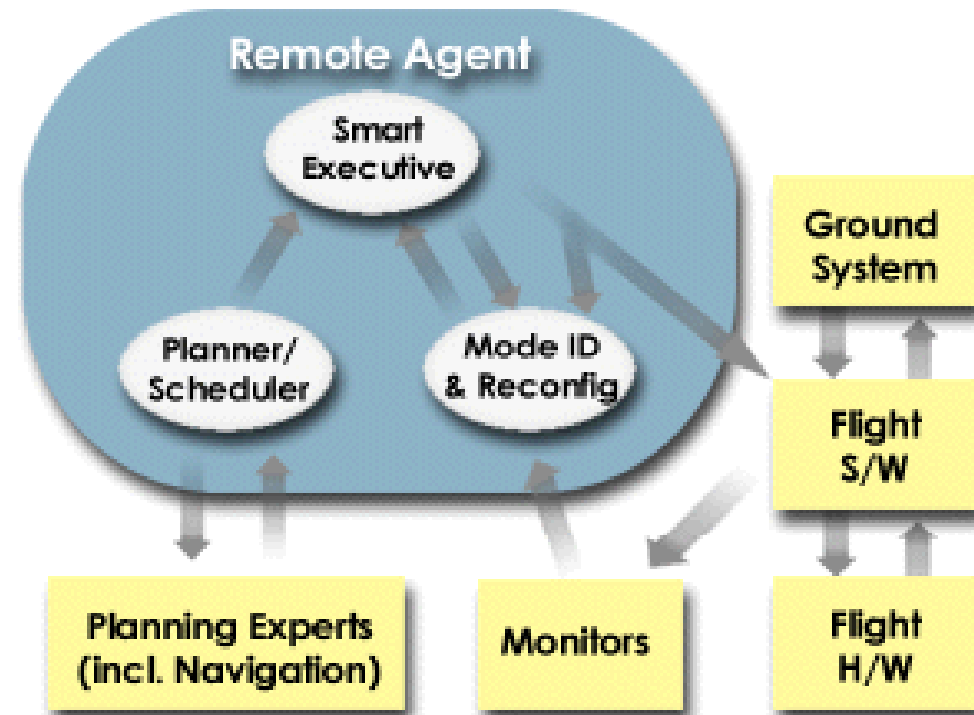 Remote Agent
Smart
Executive
Planner/
Scheduler
Mode ID
& Reconfig
Ground
System
Flight
S/W
Planning Experts
(incl. Navigation)
Monitors
Flight
H/W